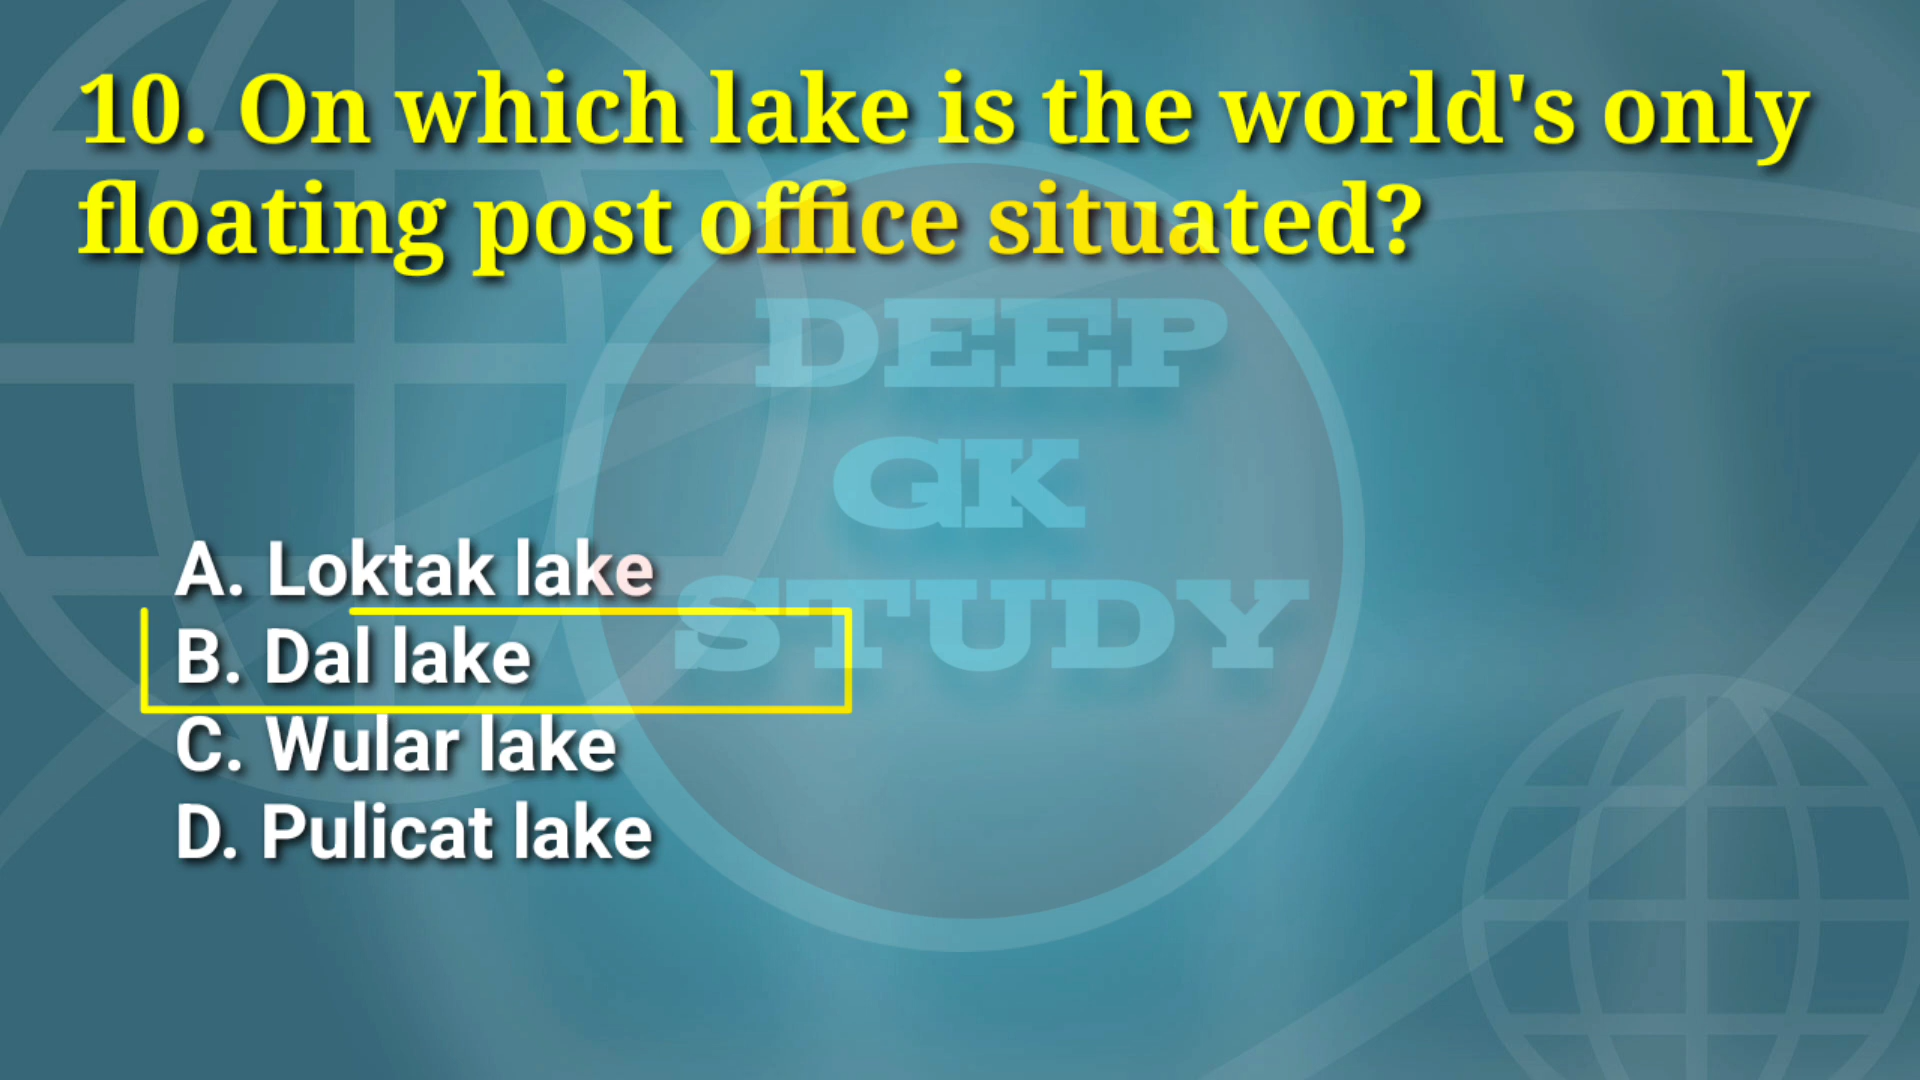 10. On which lake is the world's only
floating post office situated?
DEEP
GK
STUDY
A. Loktak lake
B. Dal lake
C. Wular lake
D. Pulicat lake